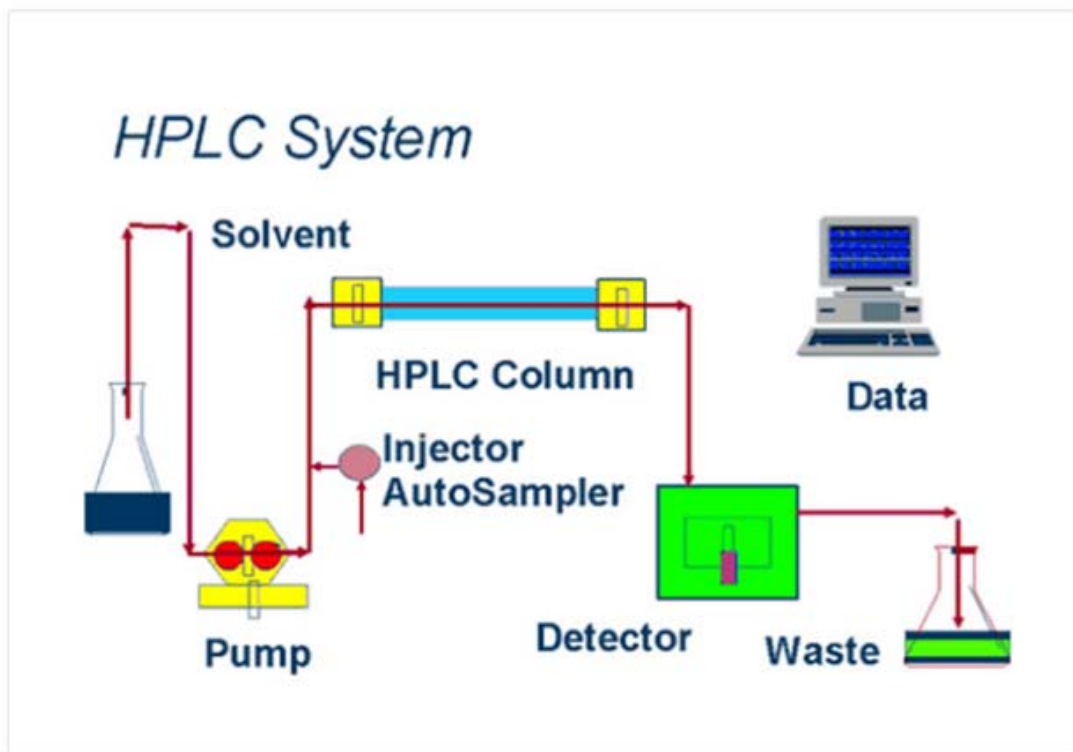 HPLC System
Solvent
HPLC Column
Data
Injector
AutoSampler
Pump
Detector
Waste